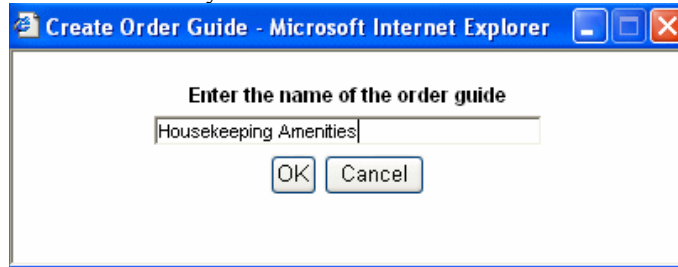 Create Order Guide - Microsoft Internet Explorer
Enter the name of the order guide
Housekeeping Amenities
OK Cancel